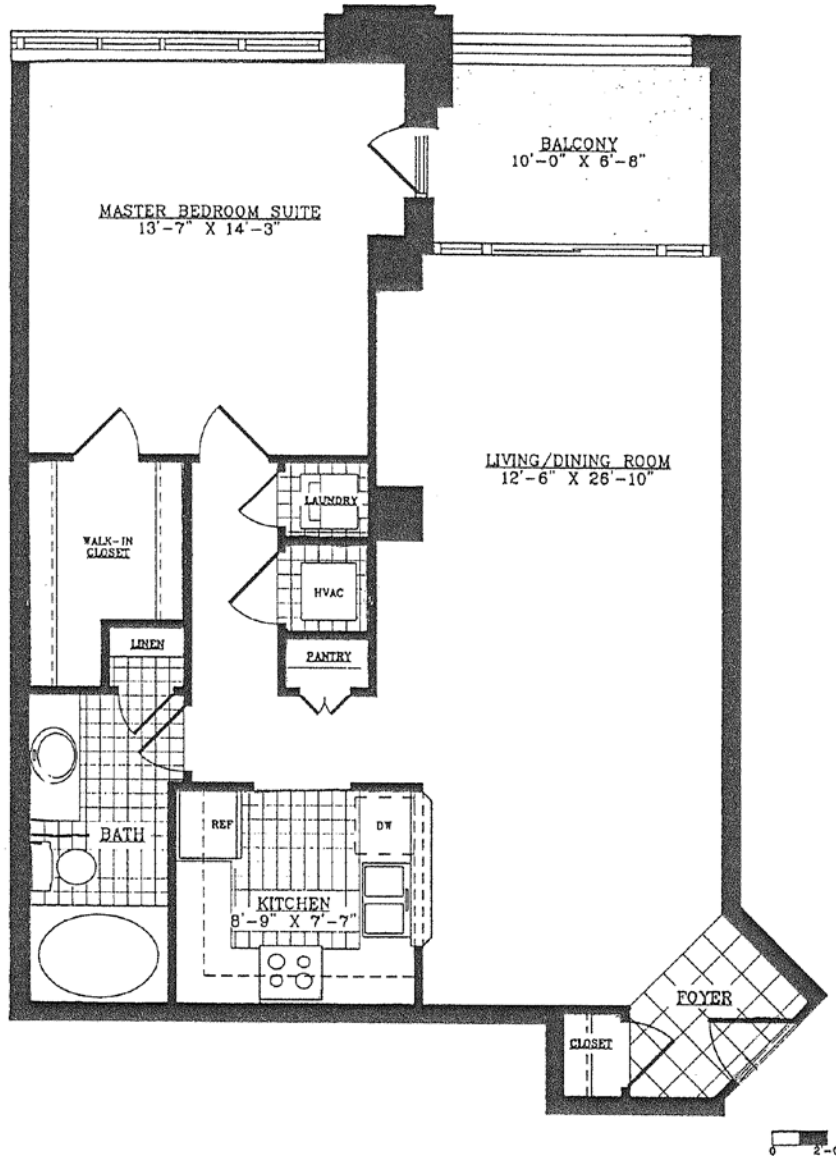 BALCONY
10'-0" X 6'-8"
MASTER BEDROOM SUITE
13'-7" X 14'-3"
LIVING/DINING ROOM
12'-6" X 26'-10"
LAUNDRY
WALK-IN
CLOSET
HVAC
LINEN
PANTRY
REF
DW
BATH
KITCHEN
8'-9" X 7'-7"
FOYER
CLOSET
0